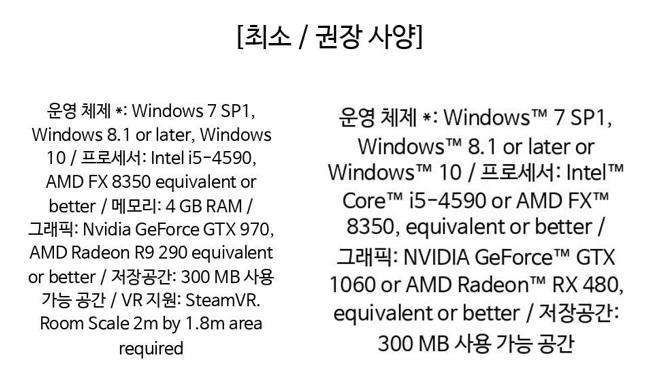 [최소 / 권장 사양]
운영 체제 *: Windows 7 SP1,
Windows 8.1 or later, Windows
10 / 프로세서: Intel i5-4590,
AMD FX 8350 equivalent or
better / 메모리: 4 GB RAM /
그래픽: Nvidia GeForce GTX 970,
AMD Radeon R9 290 equivalent
or better / 저장공간: 300 MB 사용
가능 공간 / VR 지원: SteamVR.
Room Scale 2m by 1.8m area
required
운영 체제 *: Windows™ 7 SP1,
Windows™ 8.1 or later or
Windows™ 10 / 프로세서: Intel™
Core™ i5-4590 or AMD FX™
8350, equivalent or better /
그래픽: NVIDIA GeForce™ GTX
1060 or AMD Radeon™ RX 480,
equivalent or better / 저장공간:
300 MB 사용 가능 공간